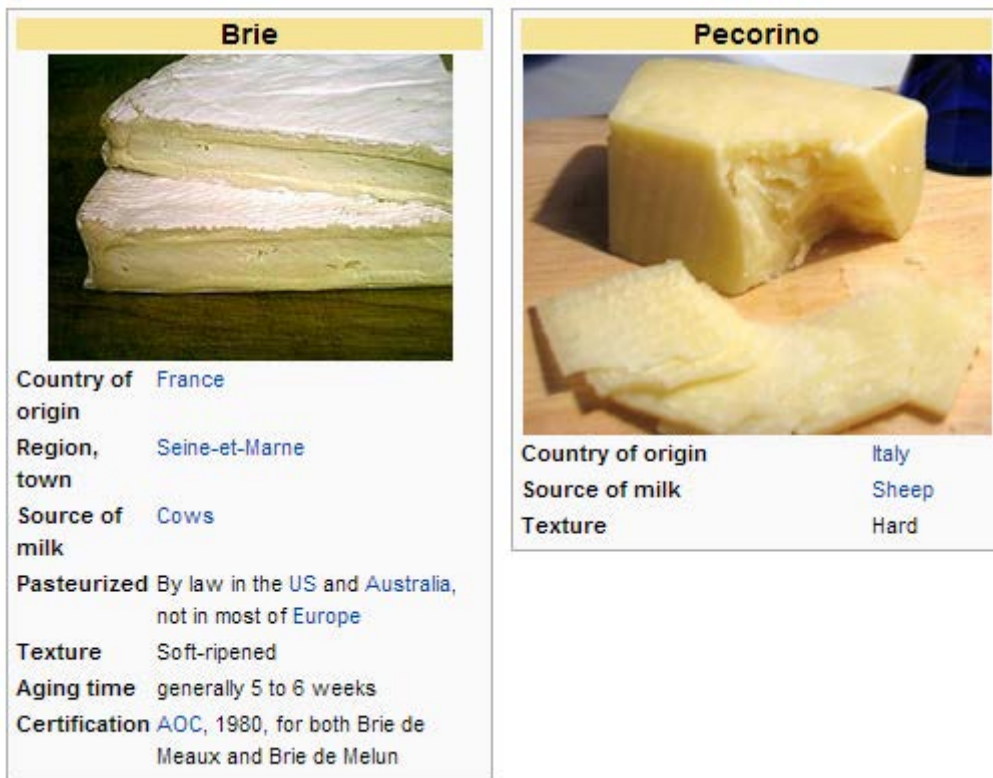 Brie
Country of origin France
Region, town Seine-et-Marne
Source of milk Cows
Pasteurized By law in the US and Australia,
not in most of Europe
Texture Soft-ripened
Aging time generally 5 to 6 weeks
Certification AOC, 1980, for both Brie de
Meaux and Brie de Melun
Pecorino
Country of origin Italy
Source of milk Sheep
Texture Hard